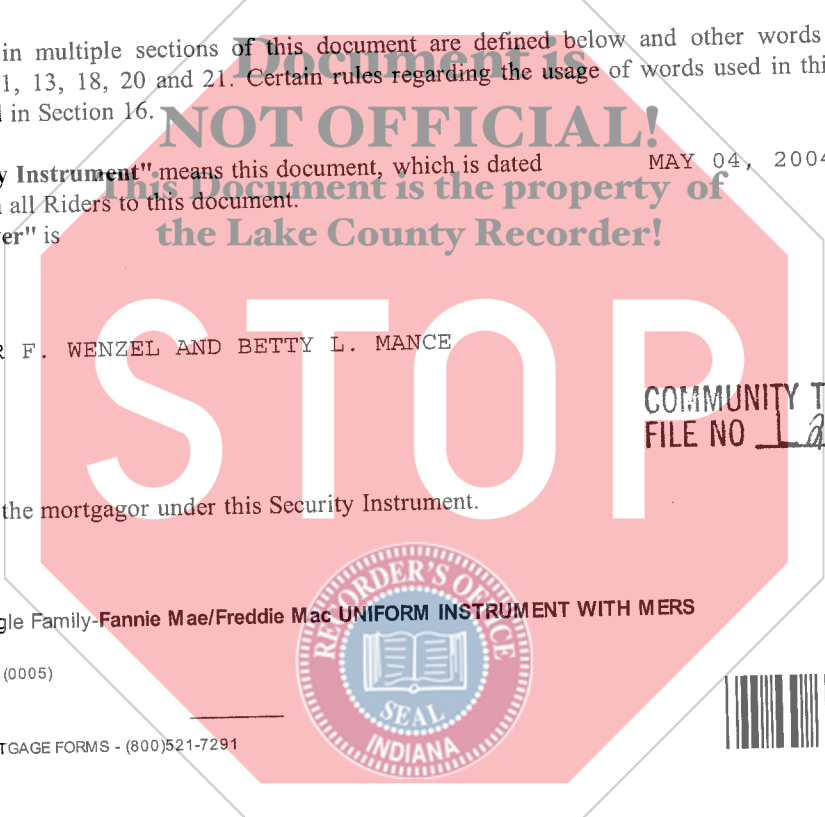 in multiple sections of this document are defined below and other words
1, 13, 18, 20 and 21. Certain rules regarding the usage of words used in thi
in Section 16.
Document is
NOT OFFICIAL!
This Document is the property of
the Lake County Recorder!
y Instrument" means this document, which is dated MAY 04, 2004
all Riders to this document.
er" is
STOP
R F. WENZEL AND BETTY L. MANCE
COMMUNITY T
FILE NO 12
the mortgagor under this Security Instrument.
gle Family-Fannie Mae/Freddie Mac UNIFORM INSTRUMENT WITH MERS
(0005)
TGAGE FORMS - (800)521-7291
RECORDER'S OFFICE
SEAL
INDIANA